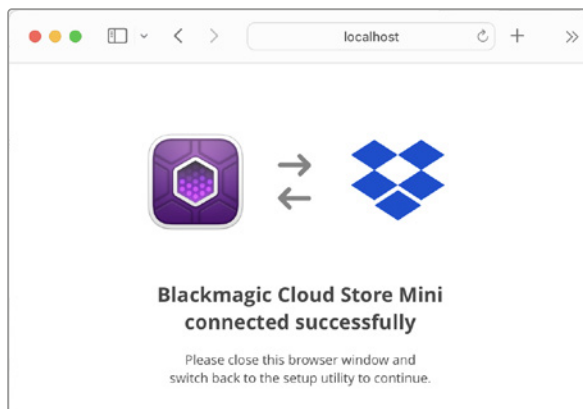 localhost
Blackmagic Cloud Store Mini
connected successfully
Please close this browser window and
switch back to the setup utility to continue.